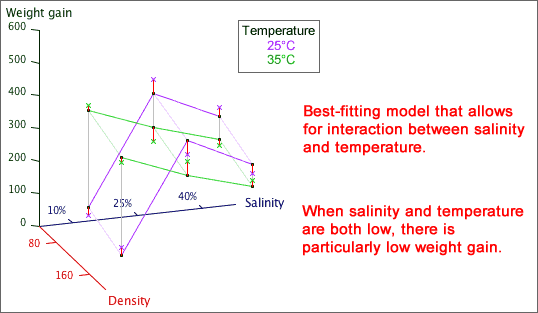 Weight gain
600
500
400
300
200
100
0
Temperature
25°C
35°C
10%
25%
40%
Salinity
80
160
Density
Best-fitting model that allows
for interaction between salinity
and temperature.
When salinity and temperature
are both low, there is
particularly low weight gain.